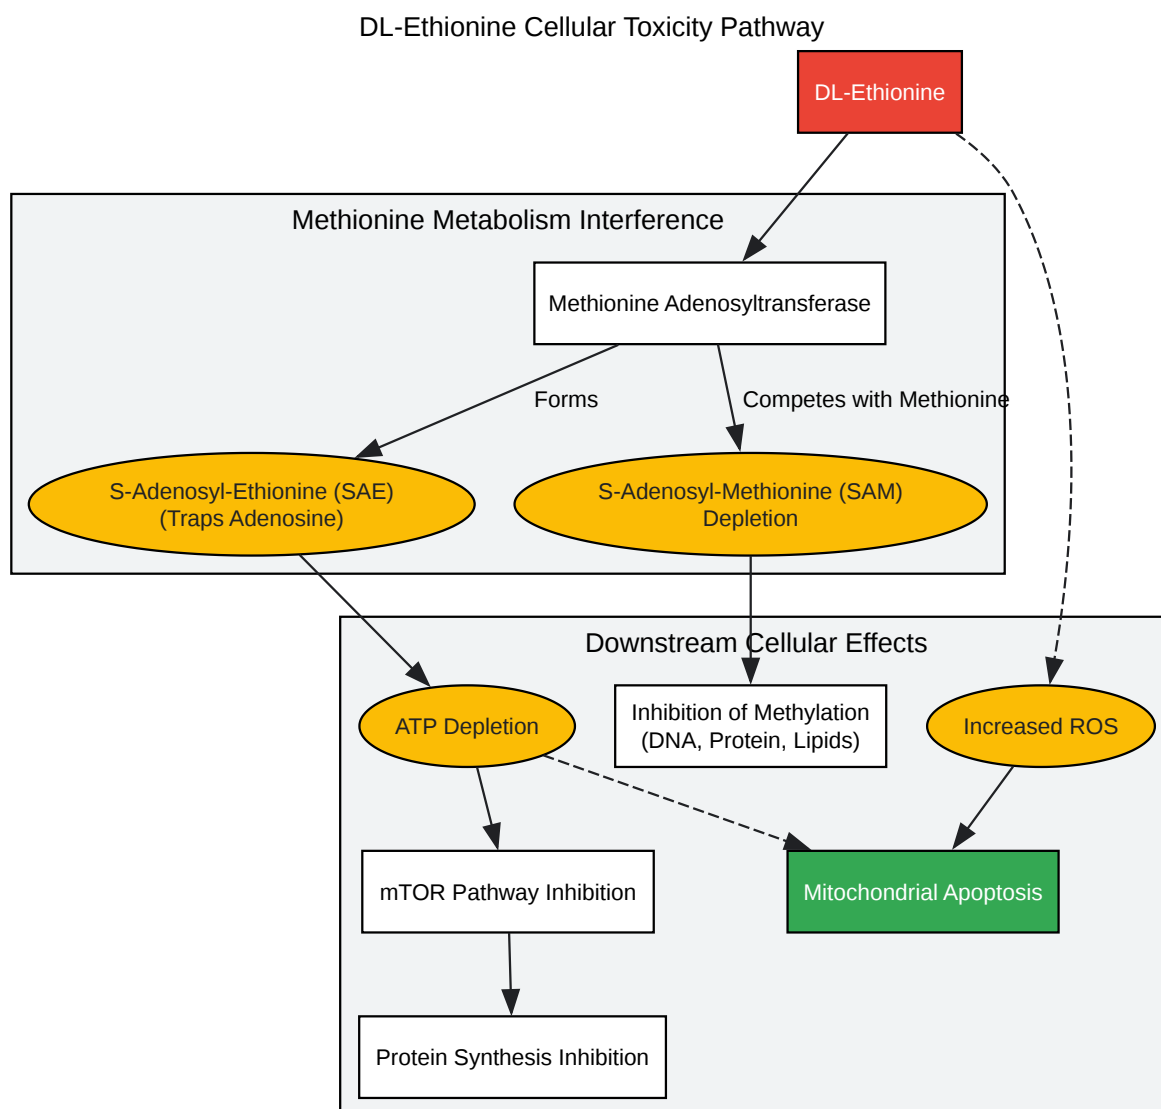 DL-Ethionine Cellular Toxicity Pathway
DL-Ethionine
Methionine Metabolism Interference
Methionine Adenosyltransferase
Forms
Competes with Methionine
S-Adenosyl-Ethionine (SAE)
(Traps Adenosine)
S-Adenosyl-Methionine (SAM)
Depletion
Downstream Cellular Effects
ATP Depletion
Inhibition of Methylation
(DNA, Protein, Lipids)
Increased ROS
mTOR Pathway Inhibition
Mitochondrial Apoptosis
Protein Synthesis Inhibition